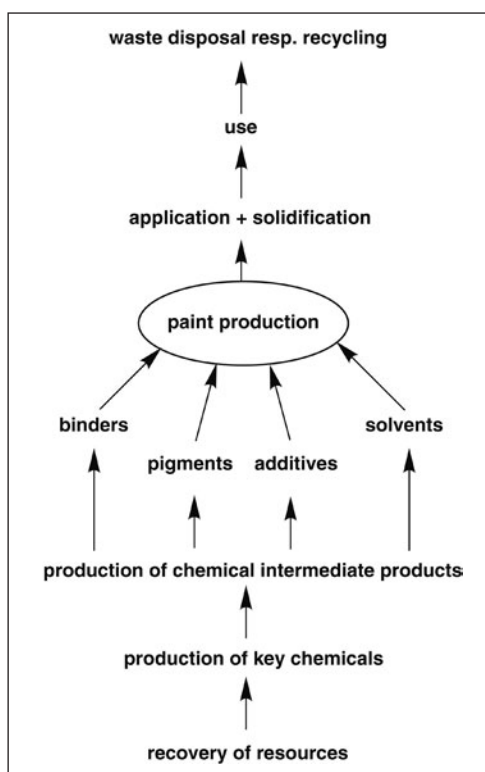 waste disposal resp. recycling
use
application + solidification
paint production
binders
solvents
pigments
additives
production of chemical intermediate products
production of key chemicals
recovery of resources